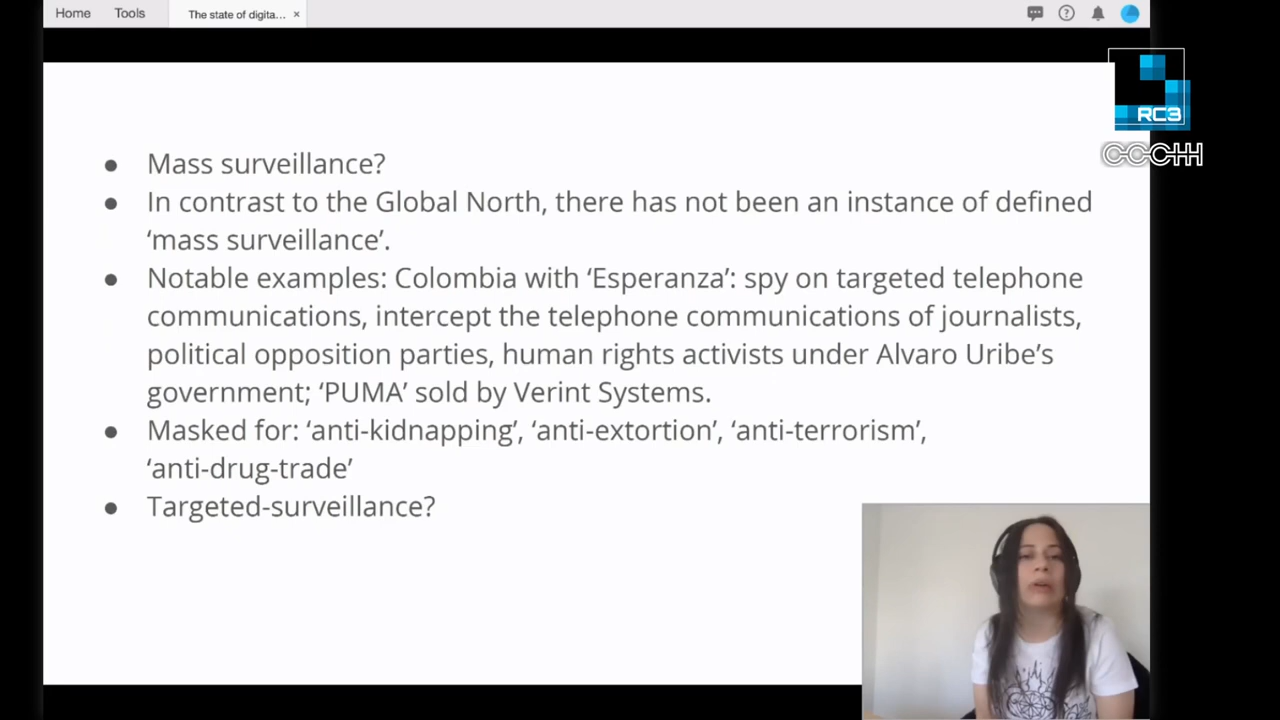 Home Tools The state of digita... ×
RC3
CCCHH
● Mass surveillance?
● In contrast to the Global North, there has not been an instance of defined
‘mass surveillance’.
● Notable examples: Colombia with ‘Esperanza’: spy on targeted telephone
communications, intercept the telephone communications of journalists,
political opposition parties, human rights activists under Alvaro Uribe’s
government; ‘PUMA’ sold by Verint Systems.
● Masked for: ‘anti-kidnapping’, ‘anti-extortion’, ‘anti-terrorism’,
‘anti-drug-trade’
● Targeted-surveillance?